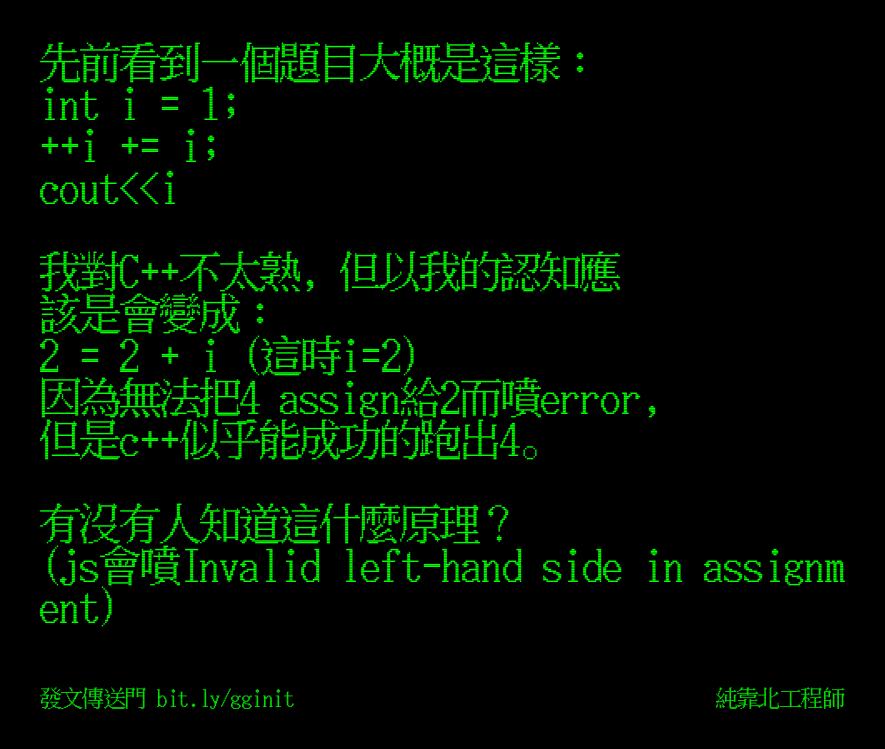 先前看到一個題目大概是這樣：
int i = 1;
++i += i;
cout<<i
我對C++不太熟, 但以我的認知應
該是會變成：
2 = 2 + i (這時i=2)
因為無法把4 assign給2而噴error,
但是c++似乎能成功的跑出4。
有沒有人知道這什麼原理？
(js會噴Invalid left-hand side in assignm
ent)
發文傳送門 bit.ly/gginit
純靠北工程師